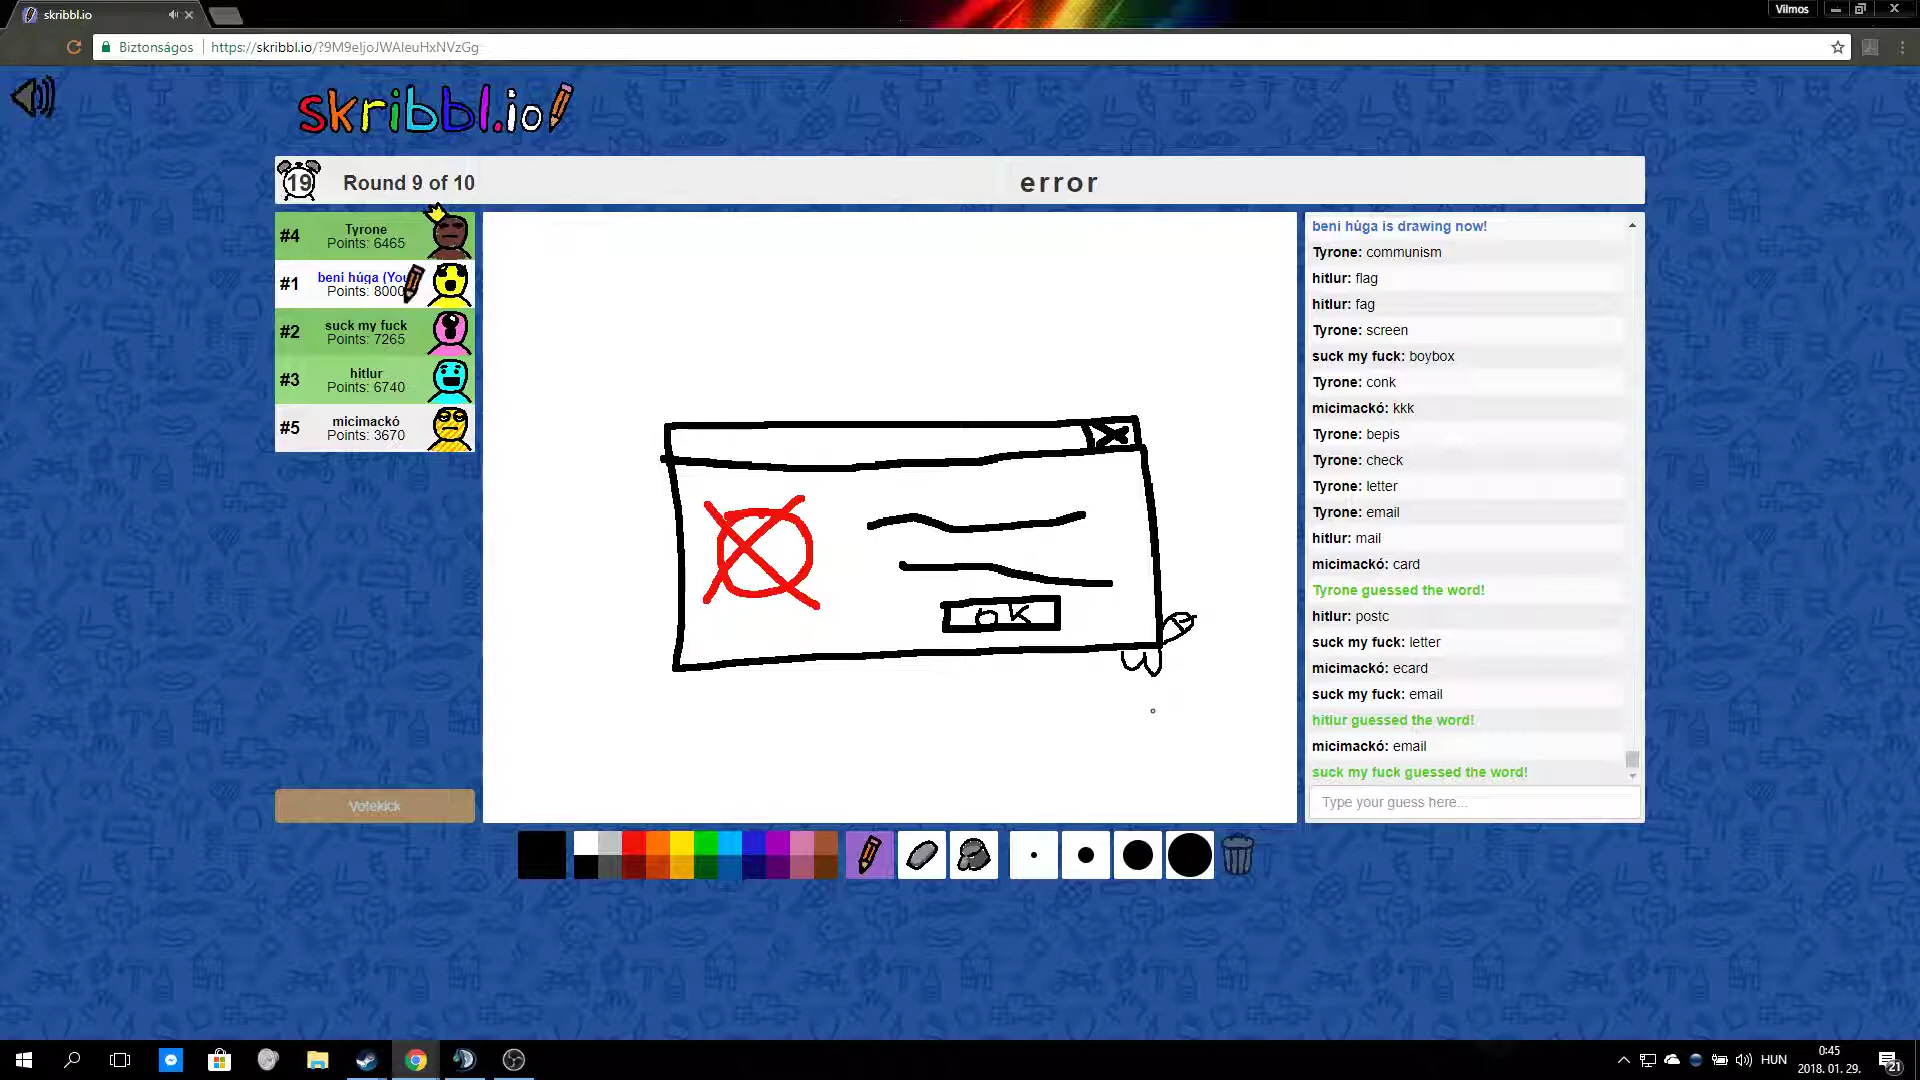 skribbl.io
Vilmos
Biztonságos
https://skribbl.io/?9M9eIjoJWAleuHxNVzGg
skribbl.io
19
Round 9 of 10
error
#4
Tyrone
Points: 6465
#1
beni húga (You
Points: 8000
#2
suck my fuck
Points: 7265
#3
hitlur
Points: 6740
#5
micimackó
Points: 3670
Votekick
X
OK
beni húga is drawing now!
Tyrone: communism
hitlur: flag
hitlur: fag
Tyrone: screen
suck my fuck: boybox
Tyrone: conk
micimackó: kkk
Tyrone: bepis
Tyrone: check
Tyrone: letter
Tyrone: email
hitlur: mail
micimackó: card
Tyrone guessed the word!
hitlur: postc
suck my fuck: letter
micimackó: ecard
suck my fuck: email
hitlur guessed the word!
micimackó: email
suck my fuck guessed the word!
Type your guess here...
HUN
0:45
2018. 01. 29.
21